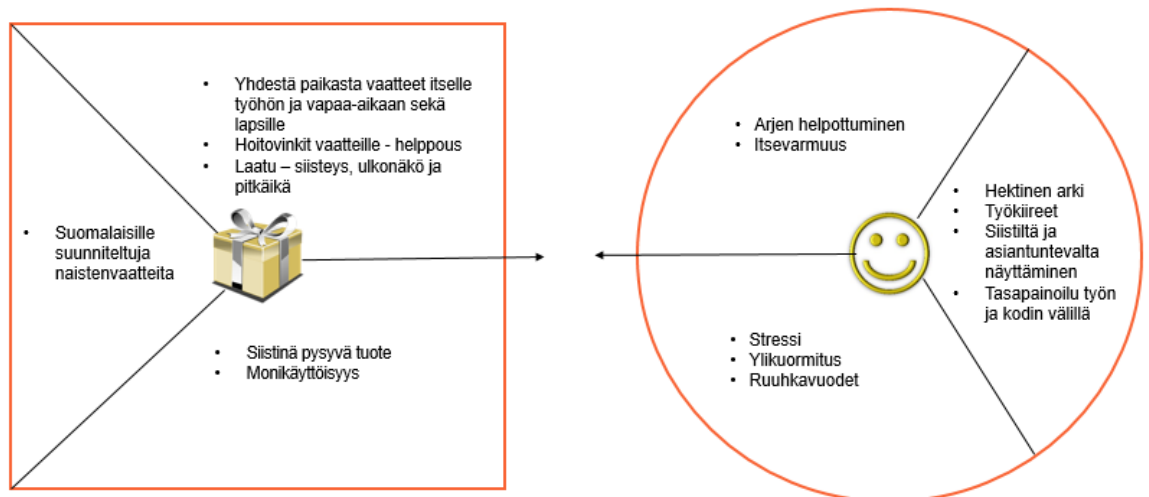 • Yhdestä paikasta vaatteet itselle
työhön ja vapaa-aikaan sekä
lapsille
• Hoitovinkit vaatteille - helppous
• Laatu – siisteys, ulkonäkö ja
pitkäikä
• Suomalaisille
suunniteltuja
naistenvaatteita
• Siistinä pysyvä tuote
• Monikäyttöisyys
• Arjen helpottuminen
• Itsevarmuus
• Hektinen arki
• Työkiireet
• Siistiltä ja
asiantuntevalta
näyttäminen
• Tasapainoilu työn
ja kodin välillä
• Stressi
• Ylikuormitus
• Ruuhkavuodet